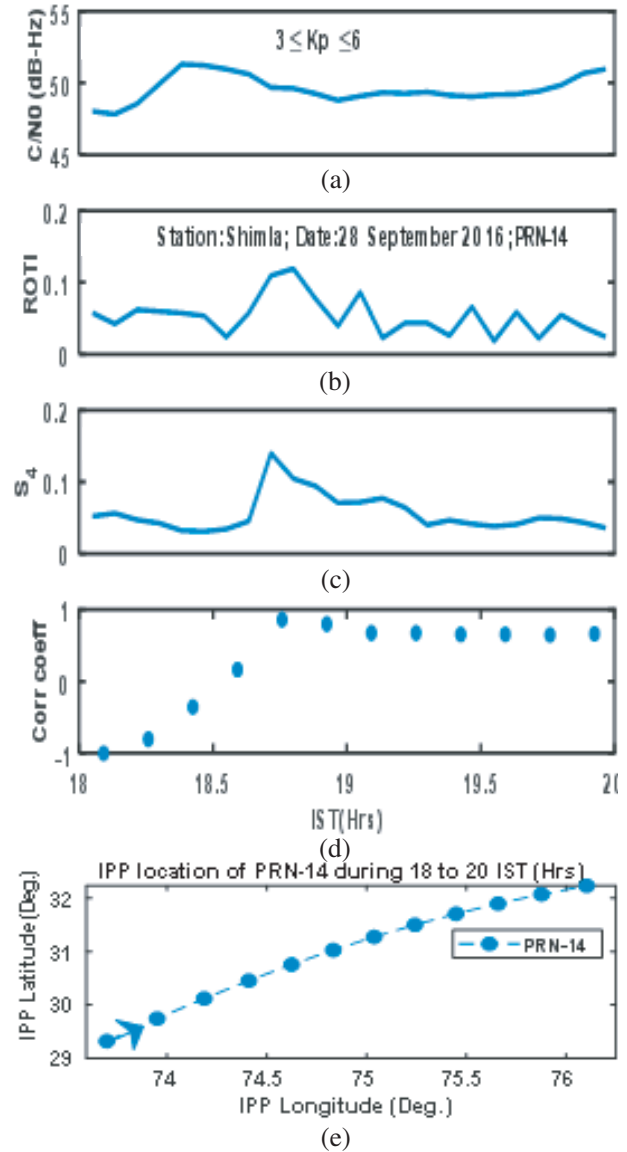 55
50
45
C/N0 (dB-Hz)
3 ≤ Kp ≤6
(a)
0.2
0.1
0
ROTI
Station:Shimla; Date:28 September 2016 ;PRN-14
(b)
0.2
0.1
0
S4
(c)
1
0
-1
Corr coeff
18 18.5 19 19.5 20
IST(Hrs)
(d)
IPP location of PRN-14 during 18 to 20 IST (Hrs)
32
31
30
29
IPP Latitude (Deg.)
PRN-14
74 74.5 75 75.5 76
IPP Longitude (Deg.)
(e)